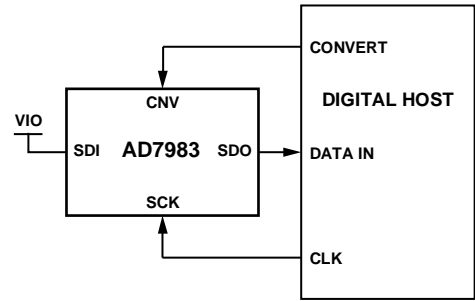 CONVERT
CNV
DIGITAL HOST
VIO
SDI AD7983 SDO
DATA IN
SCK
CLK